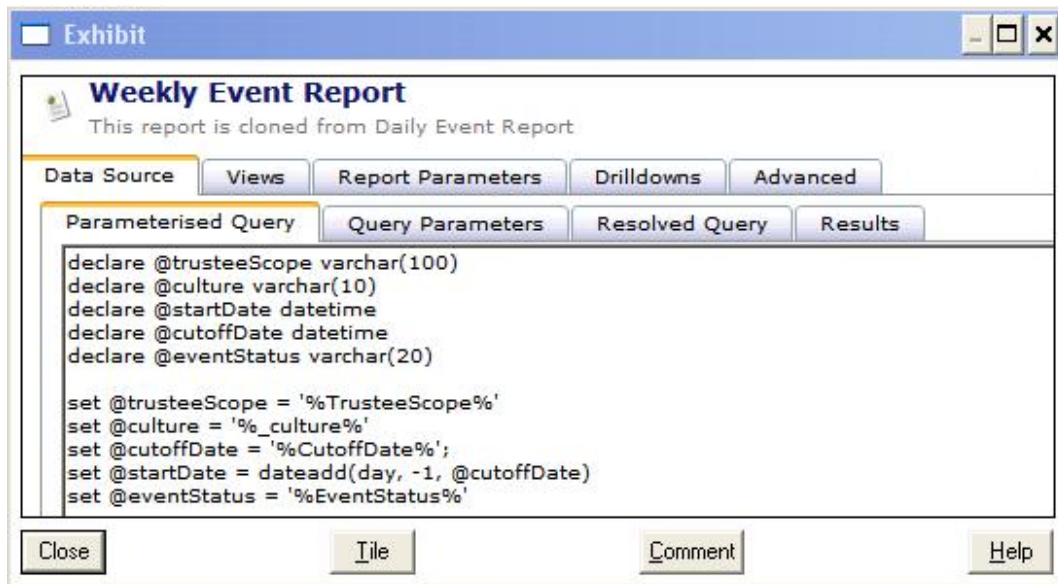 Exhibit
Weekly Event Report
This report is cloned from Daily Event Report
Data Source Views Report Parameters Drilldowns Advanced
Parameterised Query Query Parameters Resolved Query Results
declare @trusteeScope varchar(100)
declare @culture varchar(10)
declare @startDate datetime
declare @cutoffDate datetime
declare @eventStatus varchar(20)
set @trusteeScope = '%TrusteeScope%'
set @culture = '%_culture%'
set @cutoffDate = '%CutoffDate%';
set @startDate = dateadd(day, -1, @cutoffDate)
set @eventStatus = '%EventStatus%'
Close Tile Comment Help